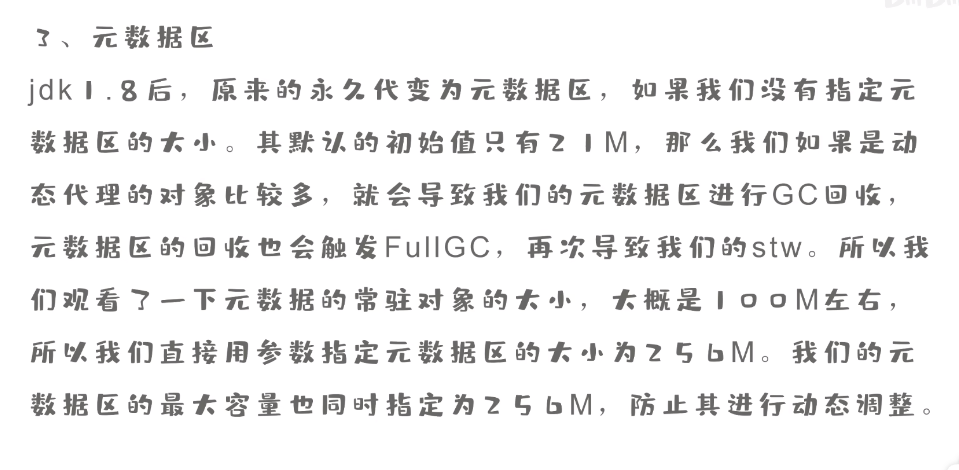 3、元数据区
jdk1.8后，原来的永久代变为元数据区，如果我们没有指定元
数据区的大小。其默认的初始值只有21M，那么我们如果是动
态代理的对象比较多，就会导致我们的元数据区进行GC回收，
元数据区的回收也会触发FullGC，再次导致我们的stw。所以我
们观看了一下元数据的常驻对象的大小，大概是100M左右，
所以我们直接用参数指定元数据区的大小为256M。我们的元
数据区的最大容量也同时指定为256M，防止其进行动态调整。